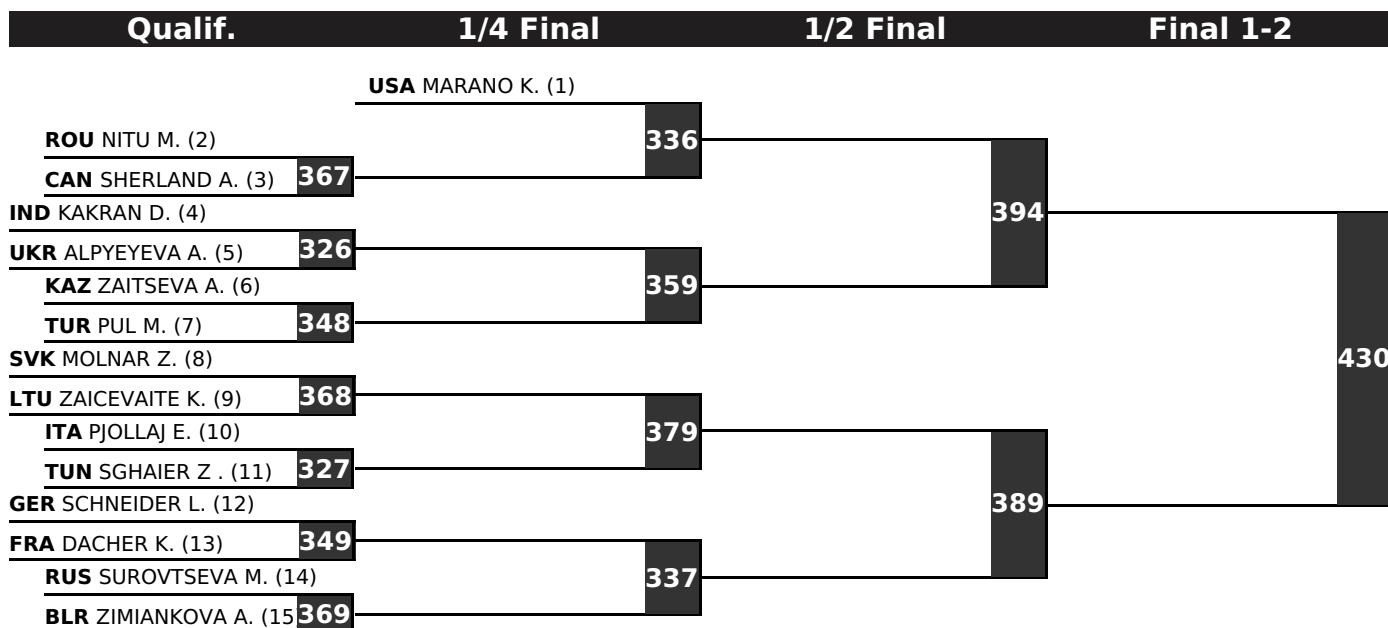 Qualif. 1/4 Final 1/2 Final Final 1-2
USA MARANO K. (1)
ROU NITU M. (2)
336
CAN SHERLAND A. (3) 367
IND KAKRAN D. (4)
394
UKR ALPYEYEVA A. (5) 326
KAZ ZAITSEVA A. (6)
359
TUR PUL M. (7) 348
SVK MOLNAR Z. (8)
430
LTU ZAICEVAITE K. (9) 368
ITA PJOLLAJ E. (10)
379
TUN SGHAIER Z . (11) 327
GER SCHNEIDER L. (12)
389
FRA DACHER K. (13) 349
RUS SUROVTSEVA M. (14)
337
BLR ZIMIANKOVA A. (15 369